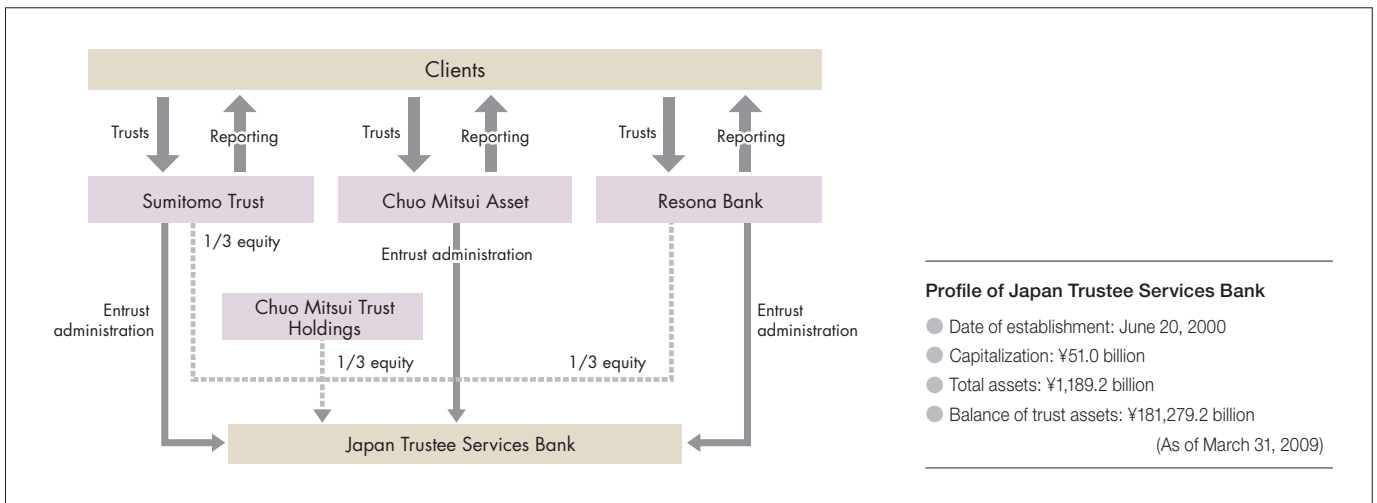 Clients
Trusts
Reporting
Trusts
Reporting
Trusts
Reporting
Sumitomo Trust
Chuo Mitsui Asset
Resona Bank
1/3 equity
Entrust administration
Entrust
administration
Chuo Mitsui Trust
Holdings
Entrust
administration
1/3 equity
1/3 equity
Japan Trustee Services Bank
Profile of Japan Trustee Services Bank
Date of establishment: June 20, 2000
Capitalization: ¥51.0 billion
Total assets: ¥1,189.2 billion
Balance of trust assets: ¥181,279.2 billion
(As of March 31, 2009)